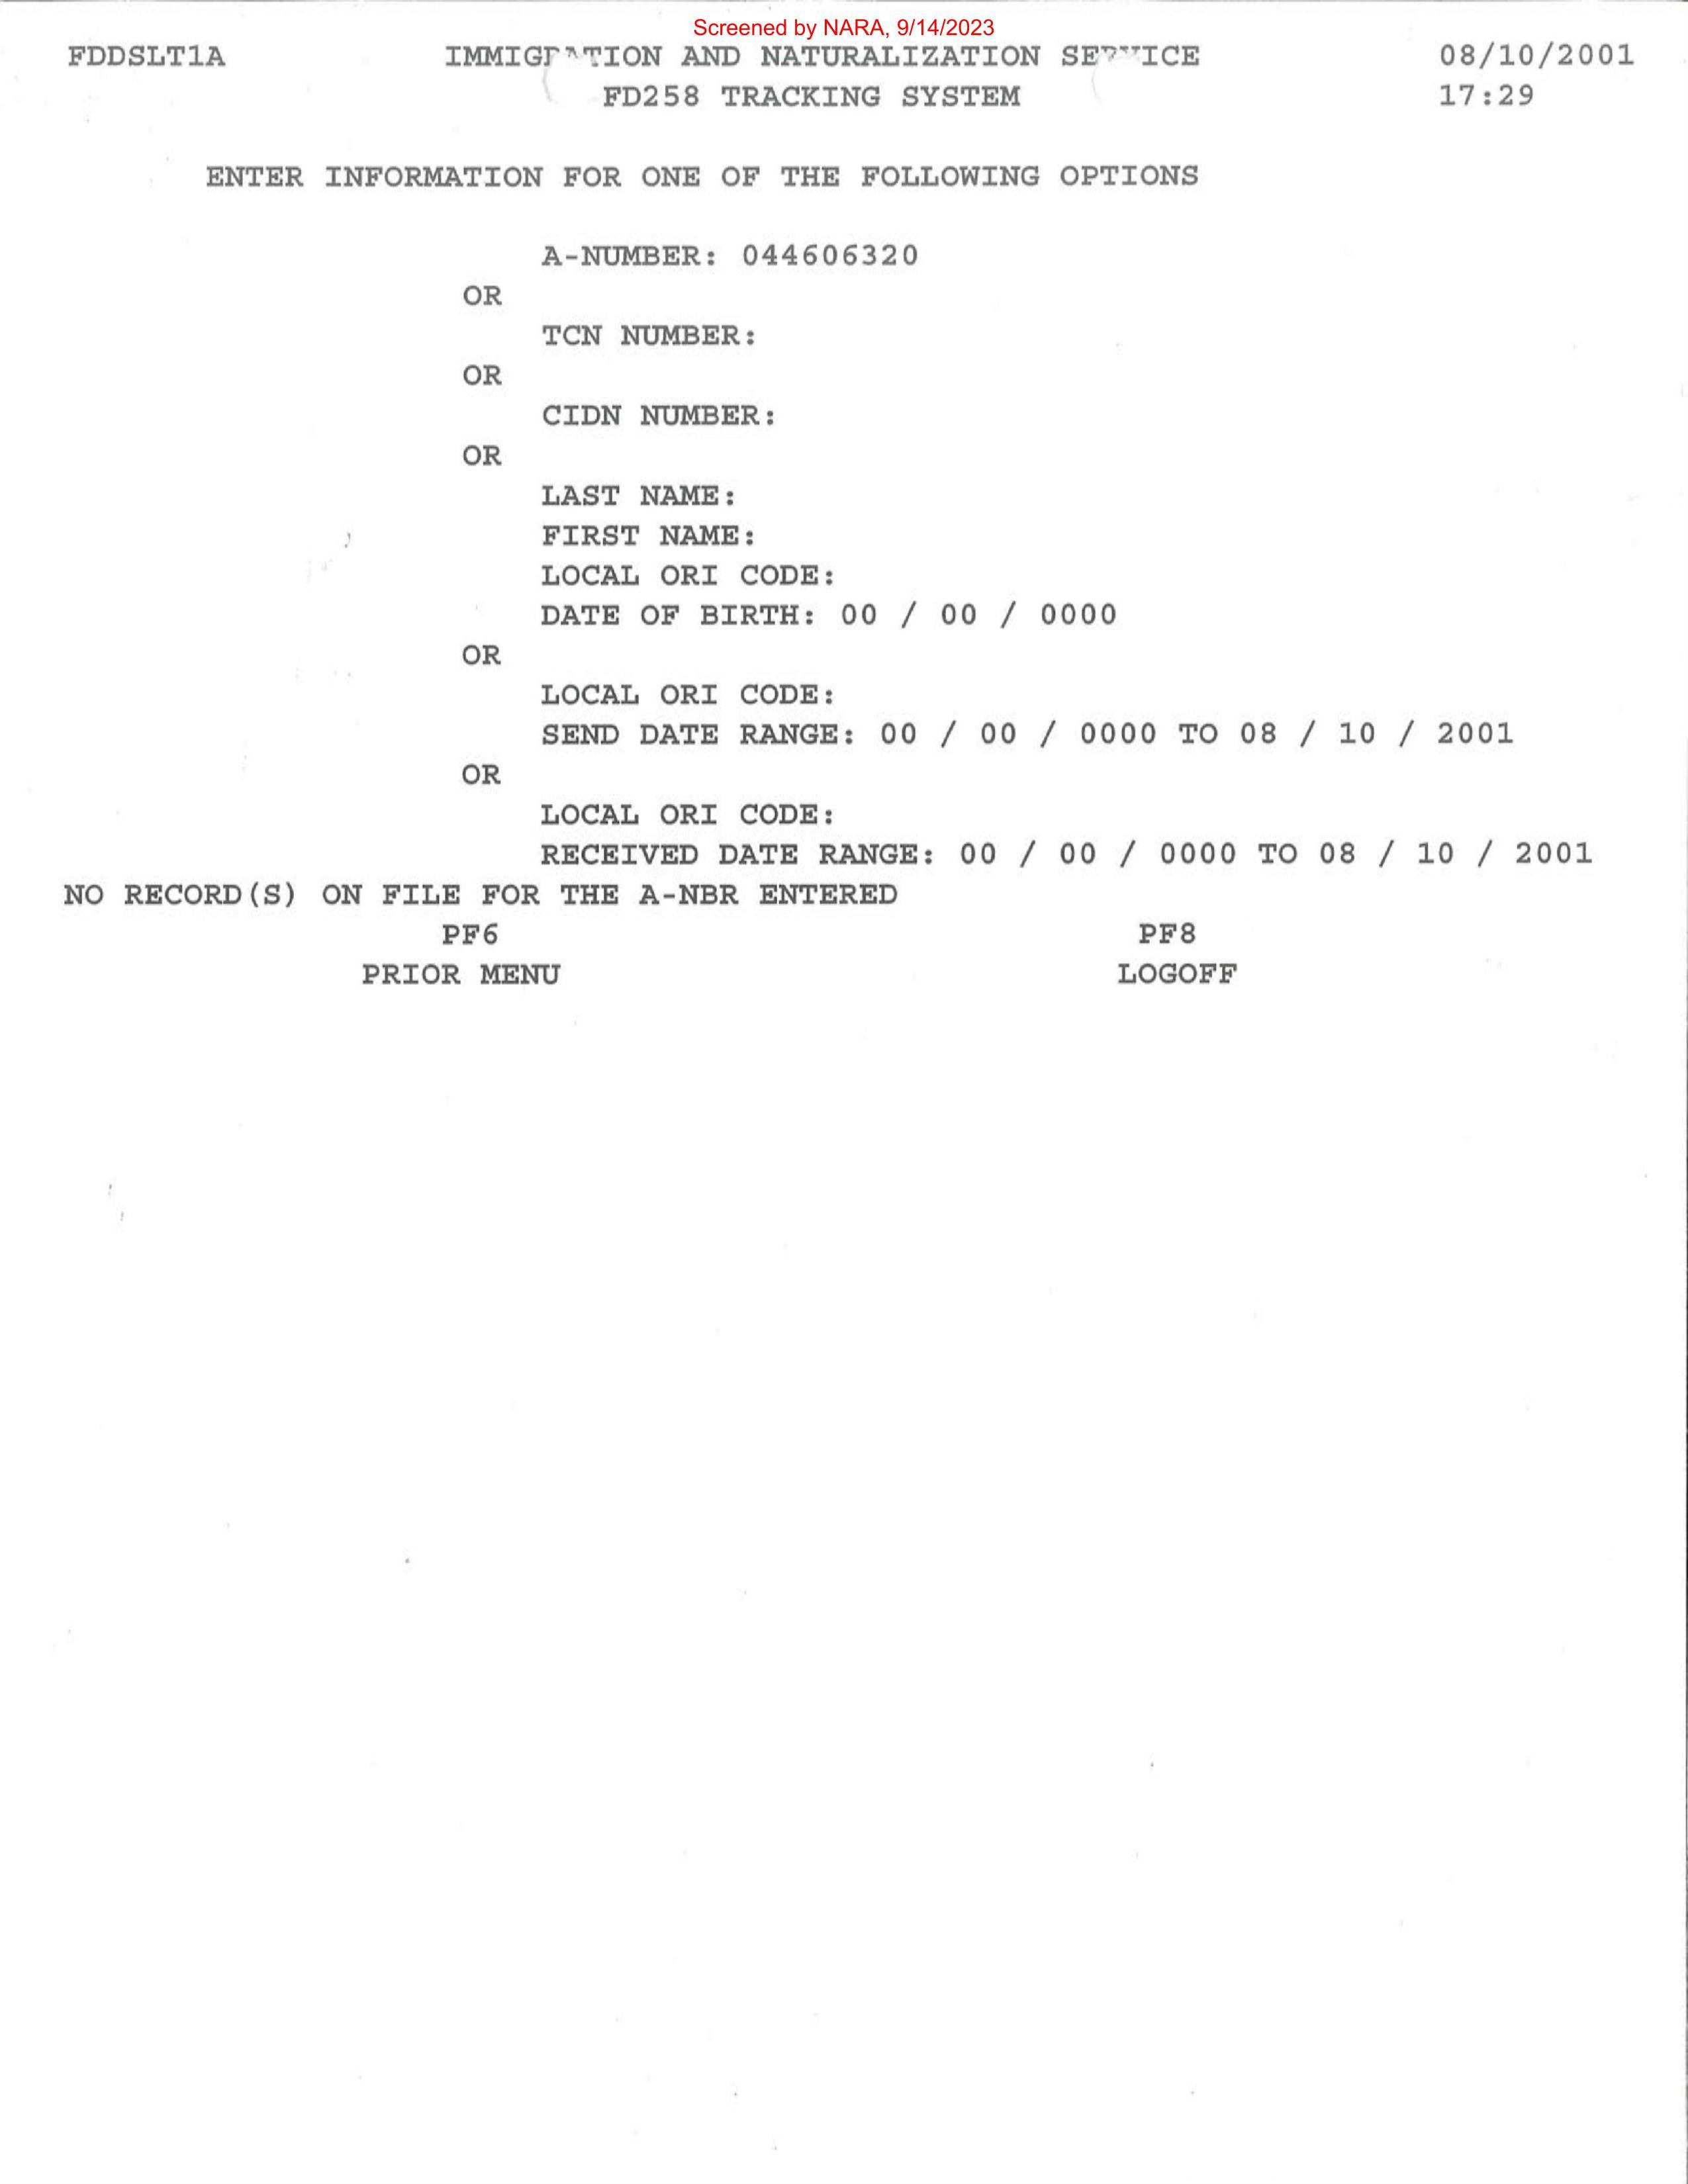 Screened by NARA, 9/14/2023
FDDSLT1A IMMIGRATION AND NATURALIZATION SERVICE 08/10/2001
FD258 TRACKING SYSTEM 17:29
ENTER INFORMATION FOR ONE OF THE FOLLOWING OPTIONS
A-NUMBER: 044606320
OR
TCN NUMBER:
OR
CIDN NUMBER:
OR
LAST NAME:
FIRST NAME:
LOCAL ORI CODE:
DATE OF BIRTH: 00 / 00 / 0000
OR
LOCAL ORI CODE:
SEND DATE RANGE: 00 / 00 / 0000 TO 08 / 10 / 2001
OR
LOCAL ORI CODE:
RECEIVED DATE RANGE: 00 / 00 / 0000 TO 08 / 10 / 2001
NO RECORD(S) ON FILE FOR THE A-NBR ENTERED
PF6 PF8
PRIOR MENU LOGOFF